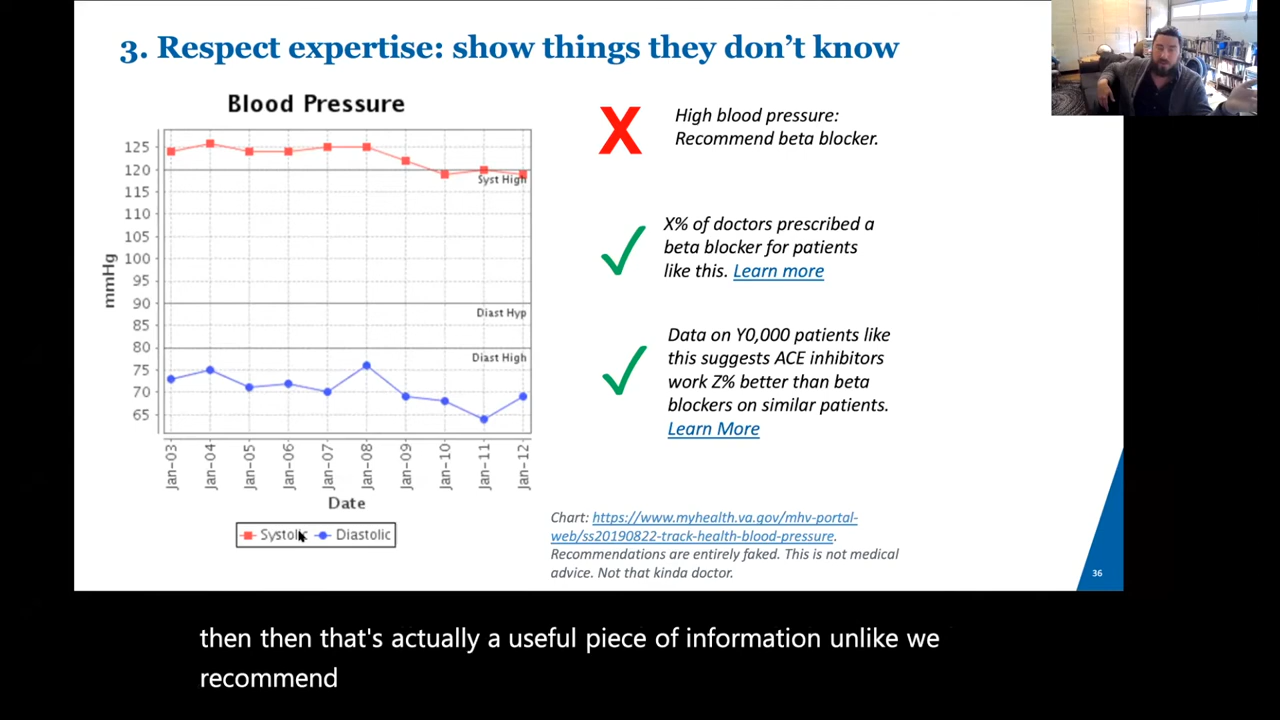 3. Respect expertise: show things they don't know
Blood Pressure
125
120
115
110
105
100
95
90
85
80
75
70
65
mmHg
Syst High
Diast Hyp
Diast High
Jan-03
Jan-04
Jan-05
Jan-06
Jan-07
Jan-08
Jan-09
Jan-10
Jan-11
Jan-12
Date
Systolic
Diastolic
X
High blood pressure:
Recommend beta blocker.
X% of doctors prescribed a
beta blocker for patients
like this. Learn more
Data on Y0,000 patients like
this suggests ACE inhibitors
work Z% better than beta
blockers on similar patients.
Learn More
Chart: https://www.myhealth.va.gov/mhv-portal-
web/ss20190822-track-health-blood-pressure.
Recommendations are entirely faked. This is not medical
advice. Not that kinda doctor.
36
then then that's actually a useful piece of information unlike we
recommend